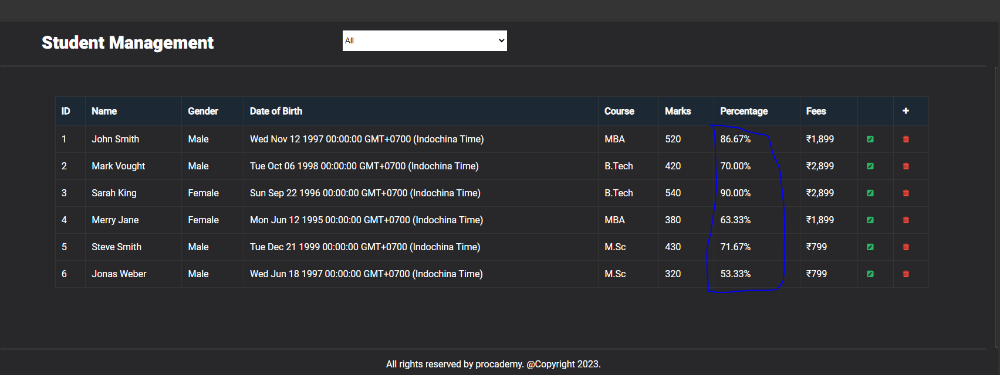 Student Management
All
ID Name Gender Date of Birth Course Marks Percentage Fees +
1 John Smith Male Wed Nov 12 1997 00:00:00 GMT+0700 (Indochina Time) MBA 520 86.67% ₹1,899
2 Mark Vought Male Tue Oct 06 1998 00:00:00 GMT+0700 (Indochina Time) B.Tech 420 70.00% ₹2,899
3 Sarah King Female Sun Sep 22 1996 00:00:00 GMT+0700 (Indochina Time) B.Tech 540 90.00% ₹2,899
4 Merry Jane Female Mon Jun 12 1995 00:00:00 GMT+0700 (Indochina Time) MBA 380 63.33% ₹1,899
5 Steve Smith Male Tue Dec 21 1999 00:00:00 GMT+0700 (Indochina Time) M.Sc 430 71.67% ₹799
6 Jonas Weber Male Wed Jun 18 1997 00:00:00 GMT+0700 (Indochina Time) M.Sc 320 53.33% ₹799
All rights reserved by procademy. @Copyright 2023.